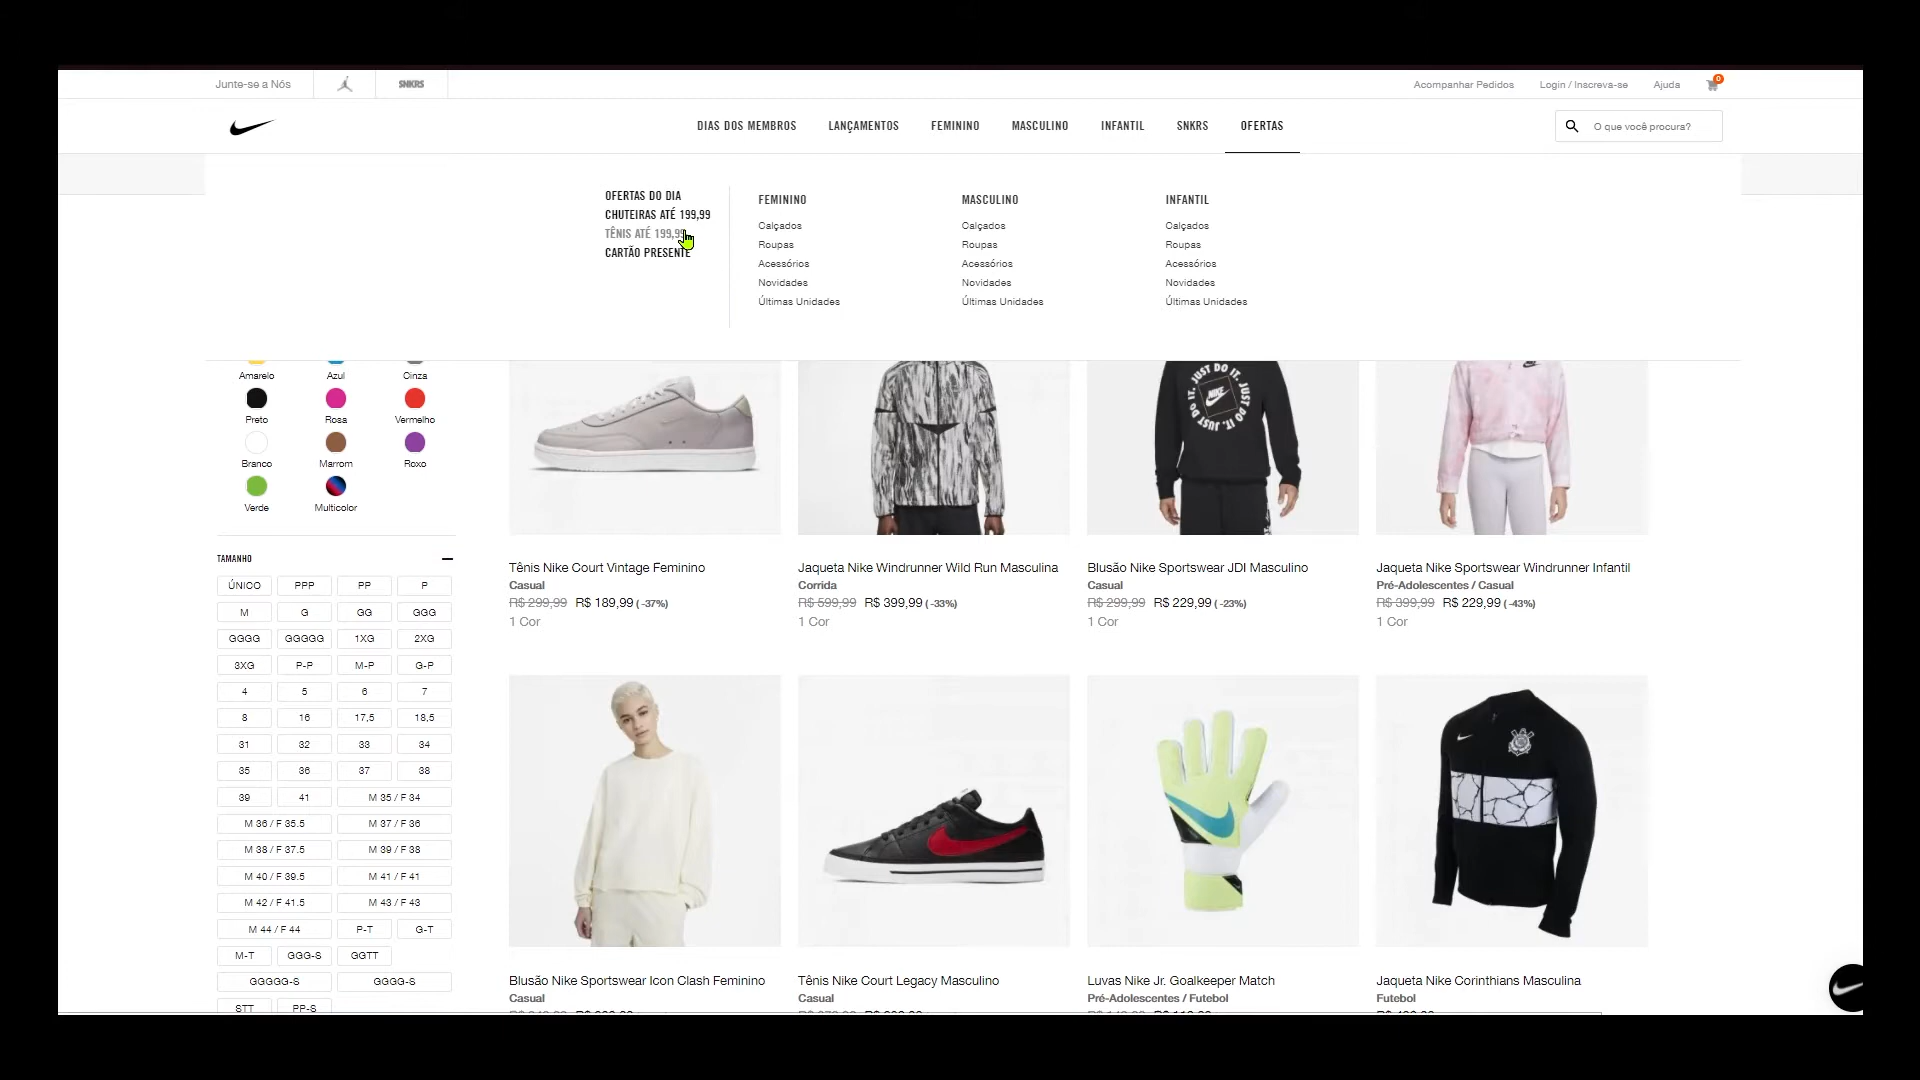 Junte-se a Nós
SNKRS
Acompanhar Pedidos
Login / Inscreva-se
Ajuda
0
DIAS DOS MEMBROS
LANÇAMENTOS
FEMININO
MASCULINO
INFANTIL
SNKRS
OFERTAS
O que você procura?
OFERTAS DO DIA
CHUTEIRAS ATÉ 199,99
TÊNIS ATÉ 199,99
CARTÃO PRESENTE
FEMININO
Calçados
Roupas
Acessórios
Novidades
Últimas Unidades
MASCULINO
Calçados
Roupas
Acessórios
Novidades
Últimas Unidades
INFANTIL
Calçados
Roupas
Acessórios
Novidades
Últimas Unidades
Amarelo Azul Cinza
Preto Rosa Vermelho
Branco Marrom Roxo
Verde Multicolor
TAMANHO
ÚNICO PPP PP P
M G GG GGG
GGGG GGGGG 1XG 2XG
3XG P-P M-P G-P
4 5 6 7
8 16 17,5 18,5
31 32 33 34
35 36 37 38
39 41 M 35 / F 34
M 36 / F 35.5 M 37 / F 36
M 38 / F 37.5 M 39 / F 38
M 40 / F 39.5 M 41 / F 41
M 42 / F 41.5 M 43 / F 43
M 44 / F 44 P-T G-T
M-T GGG-S GGTT
GGGGG-S GGGG-S
STT PP-S
Tênis Nike Court Vintage Feminino
Casual
R$ 299,99 R$ 189,99 (-37%)
1 Cor
Jaqueta Nike Windrunner Wild Run Masculina
Corrida
R$ 599,99 R$ 399,99 (-33%)
1 Cor
JUST DO IT. JUST DO IT. JUST DO IT.
NIKE
Blusão Nike Sportswear JDI Masculino
Casual
R$ 299,99 R$ 229,99 (-23%)
1 Cor
Jaqueta Nike Sportswear Windrunner Infantil
Pré-Adolescentes / Casual
R$ 399,99 R$ 229,99 (-43%)
1 Cor
Blusão Nike Sportswear Icon Clash Feminino
Casual
Tênis Nike Court Legacy Masculino
Casual
Luvas Nike Jr. Goalkeeper Match
Pré-Adolescentes / Futebol
Jaqueta Nike Corinthians Masculina
Futebol